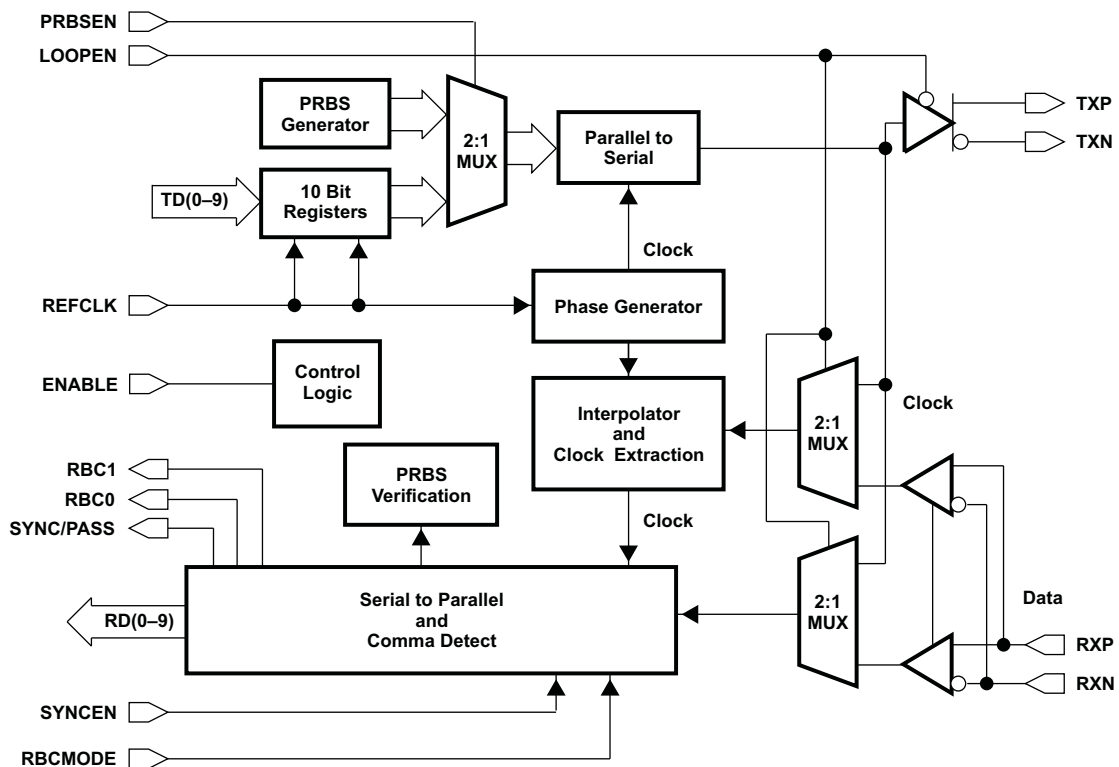 PRBSEN
LOOPEN
PRBS
Generator
2:1
MUX
Parallel to
Serial
TXP
TXN
TD(0–9)
10 Bit
Registers
Clock
REFCLK
Phase Generator
ENABLE
Control
Logic
Interpolator
and
Clock Extraction
2:1
MUX
Clock
RBC1
RBC0
SYNC/PASS
PRBS
Verification
Clock
RD(0–9)
Serial to Parallel
and
Comma Detect
2:1
MUX
Data
RXP
RXN
SYNCEN
RBCMODE